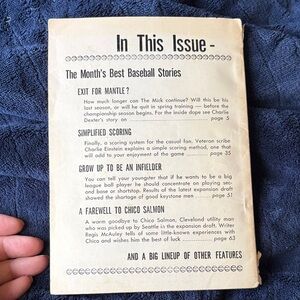 In This Issue -
The Month's Best Baseball Stories
EXIT FOR MANTLE?
How much longer can The Mick continue? Will this be his
last season, or will he quit in spring training — before the
championship season begins. For the inside dope see Charlie
Dexter's story on page 5
SIMPLIFIED SCORING
Finally, a scoring system for the casual fan. Veteran scribe
Charlie Einstein explains a simple scoring method, one that
will add to your enjoyment of the game page 35
GROW UP TO BE AN INFIELDER
You can tell your youngster that if he wants to be a big
league ball player he should concentrate on playing sec-
ond base or shortstop. Results of the latest expansion draft
showed the shortage of good keystone men page 51
A FAREWELL TO CHICO SALMON
A warm goodbye to Chico Salmon, Cleveland utility man
who was picked up by Seattle is the expansion draft. Writer
Regis McAuley tells of some little-known experiences with
Chico and wishes him the best of luck page 63
AND A BIG LINEUP OF OTHER FEATURES